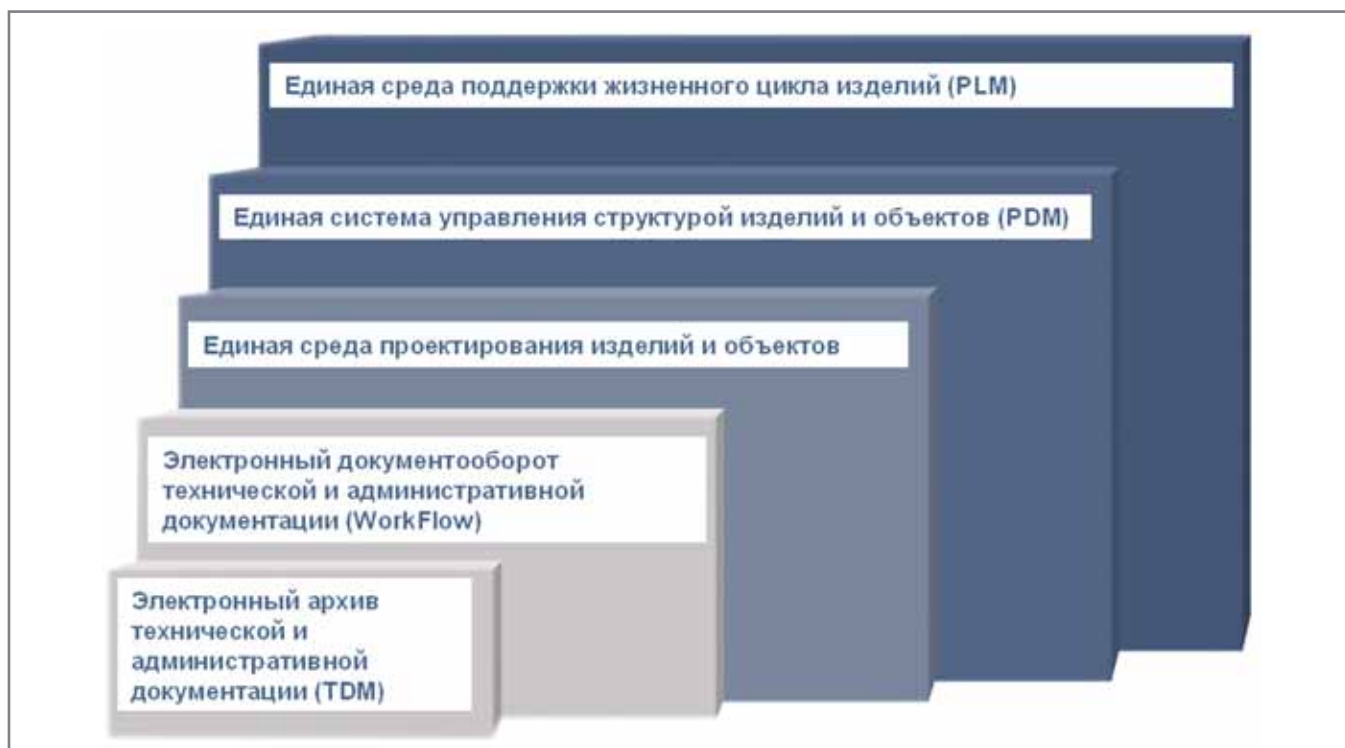 Единая среда поддержки жизненного цикла изделий (PLM)
Единая система управления структурой изделий и объектов (PDM)
Единая среда проектирования изделий и объектов
Электронный документооборот
технической и административной
документации (WorkFlow)
Электронный архив
технической и
административной
документации (TDM)